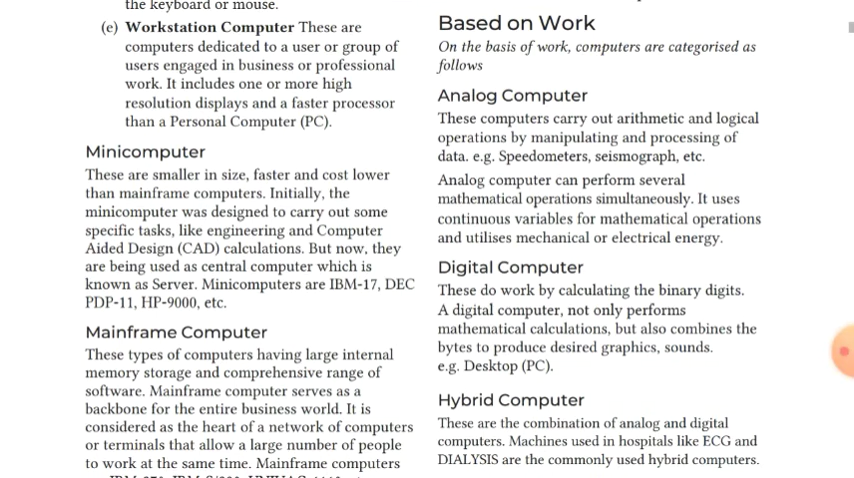 the keyboard or mouse.
(e) Workstation Computer These are
computers dedicated to a user or group of
users engaged in business or professional
work. It includes one or more high
resolution displays and a faster processor
than a Personal Computer (PC).
Minicomputer
These are smaller in size, faster and cost lower
than mainframe computers. Initially, the
minicomputer was designed to carry out some
specific tasks, like engineering and Computer
Aided Design (CAD) calculations. But now, they
are being used as central computer which is
known as Server. Minicomputers are IBM-17, DEC
PDP-11, HP-9000, etc.
Mainframe Computer
These types of computers having large internal
memory storage and comprehensive range of
software. Mainframe computer serves as a
backbone for the entire business world. It is
considered as the heart of a network of computers
or terminals that allow a large number of people
to work at the same time. Mainframe computers
Based on Work
On the basis of work, computers are categorised as
follows
Analog Computer
These computers carry out arithmetic and logical
operations by manipulating and processing of
data. e.g. Speedometers, seismograph, etc.
Analog computer can perform several
mathematical operations simultaneously. It uses
continuous variables for mathematical operations
and utilises mechanical or electrical energy.
Digital Computer
These do work by calculating the binary digits.
A digital computer, not only performs
mathematical calculations, but also combines the
bytes to produce desired graphics, sounds.
e.g. Desktop (PC).
Hybrid Computer
These are the combination of analog and digital
computers. Machines used in hospitals like ECG and
DIALYSIS are the commonly used hybrid computers.